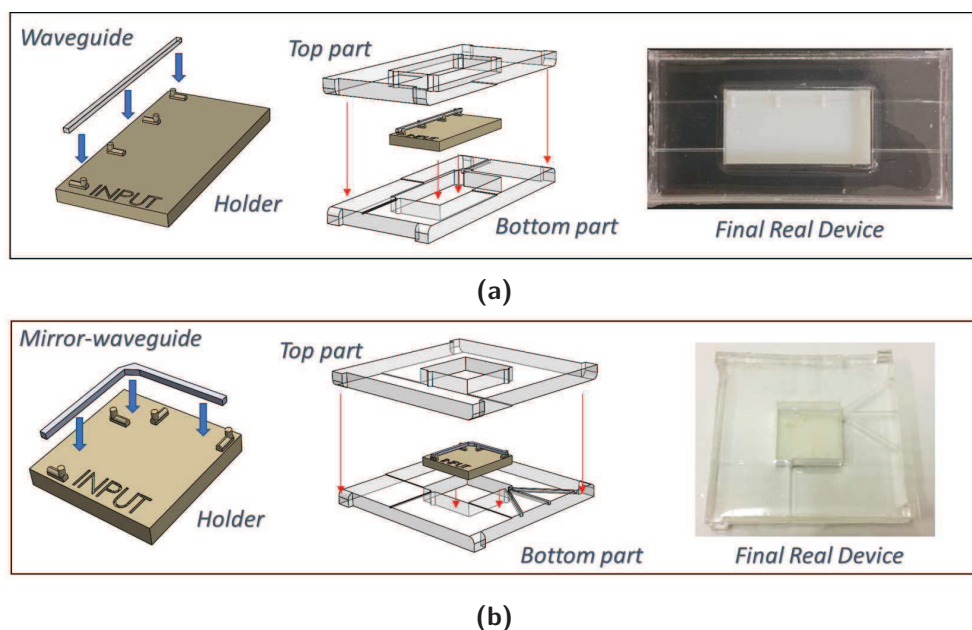 Waveguide
INPUT
Holder
Top part
Bottom part
Final Real Device
(a)
Mirror-waveguide
INPUT
Holder
Top part
Bottom part
Final Real Device
(b)